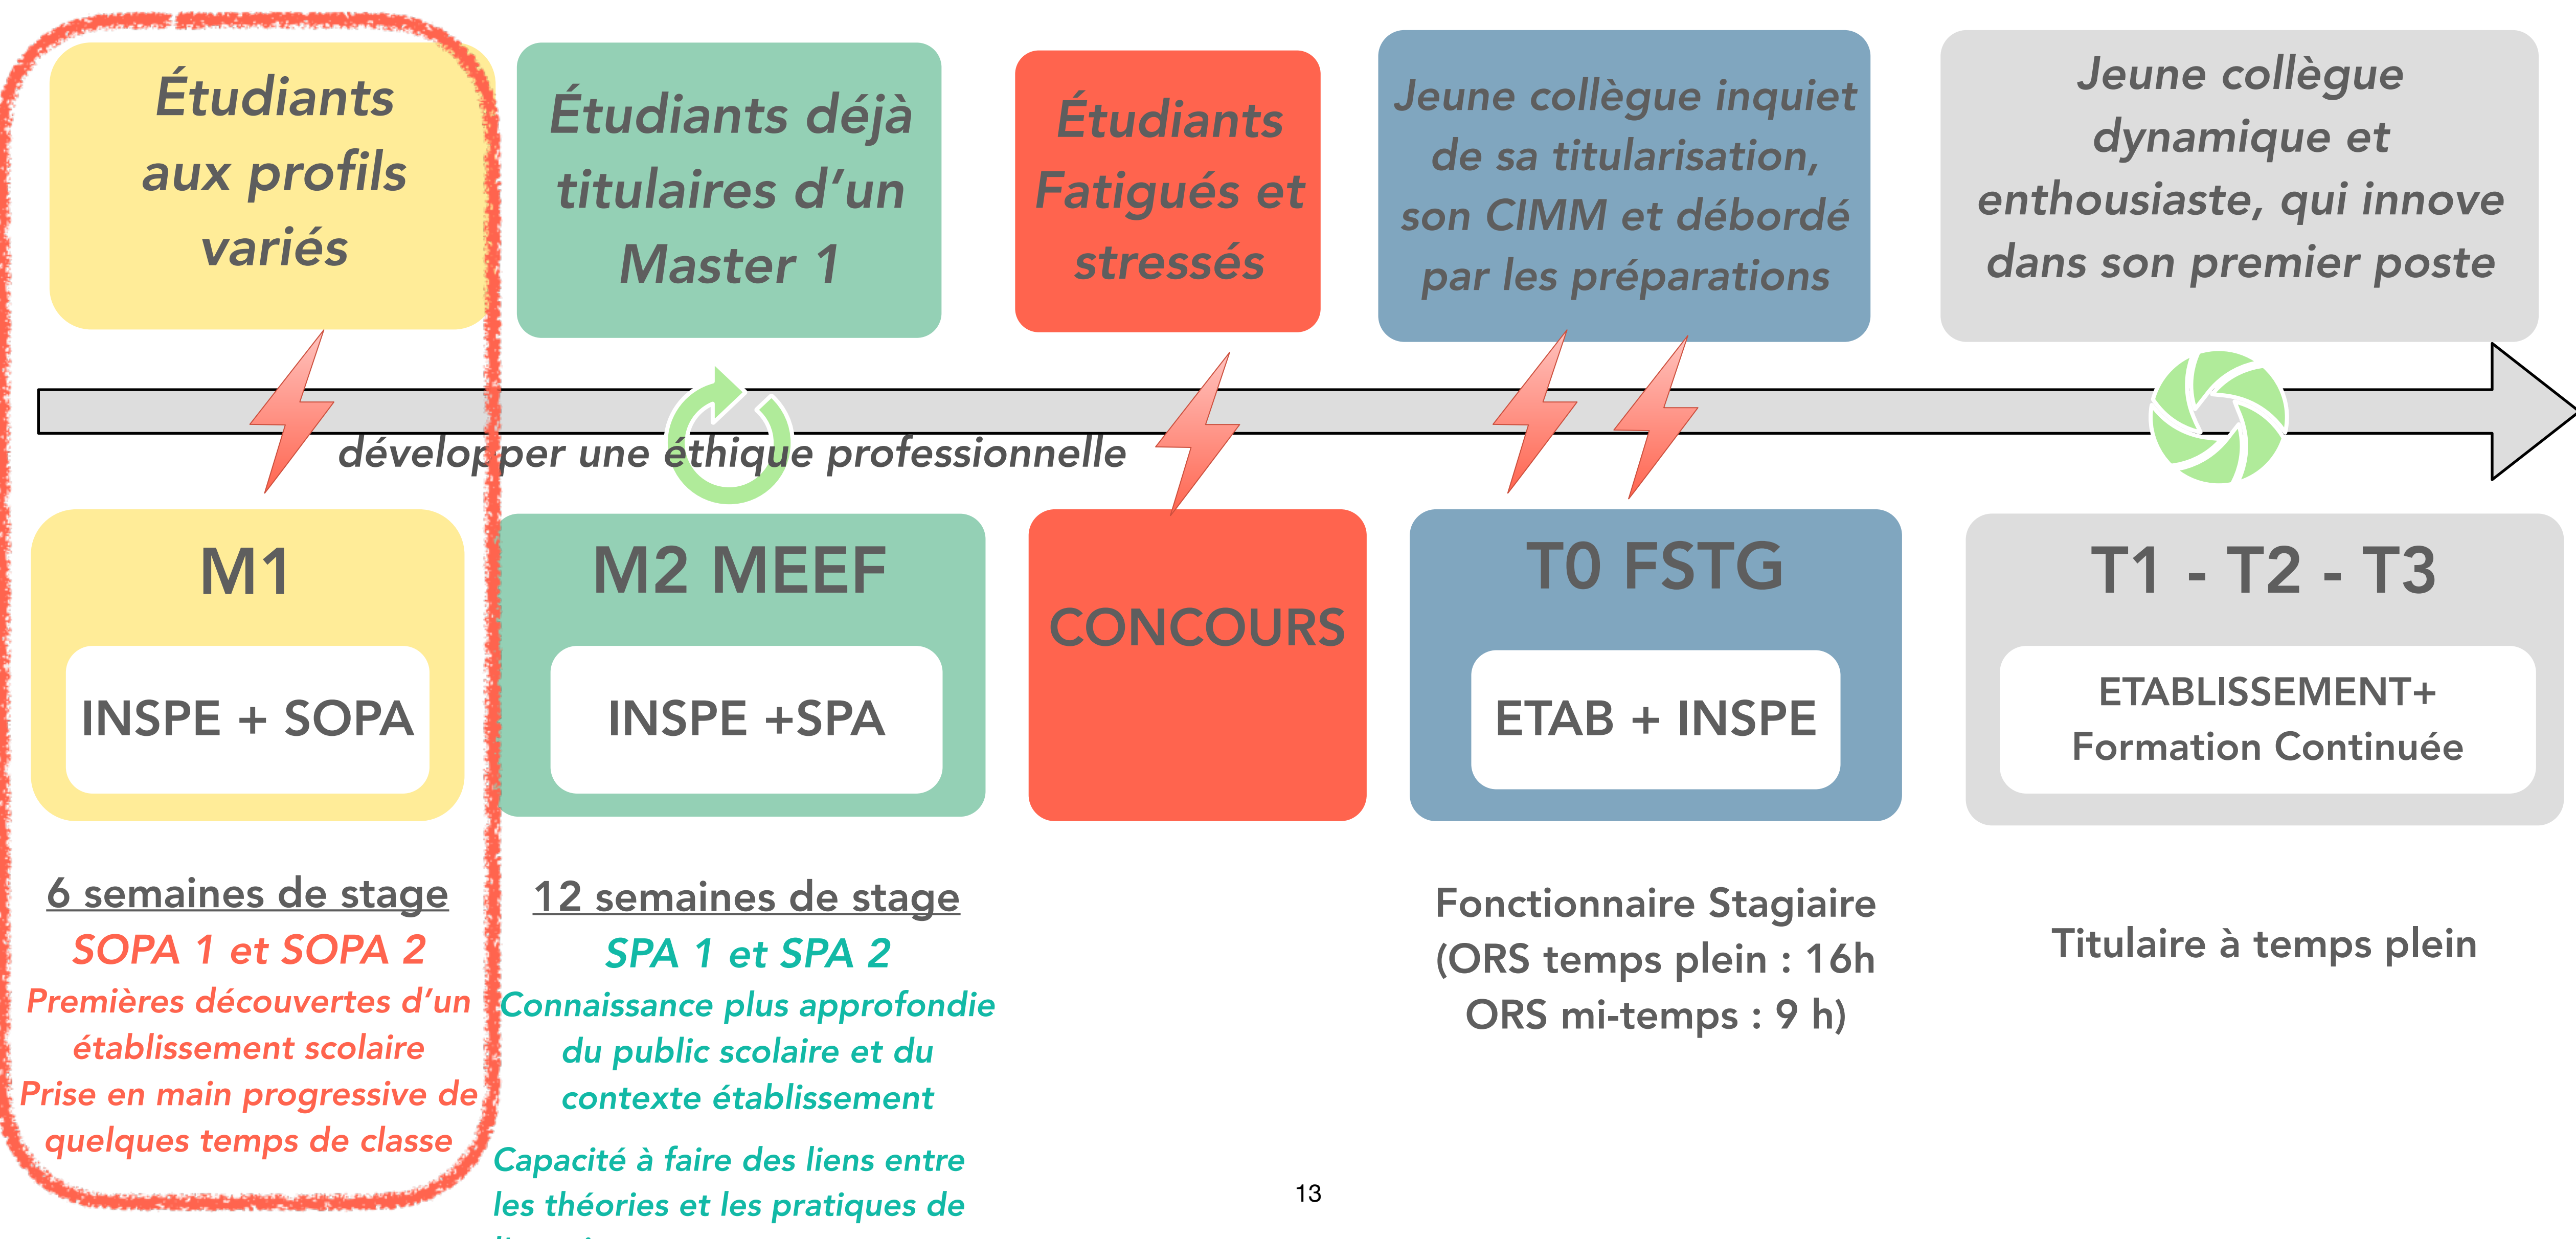 Étudiants
aux profils
variés
Étudiants déjà
titulaires d’un
Master 1
Étudiants
Fatigués et
stressés
Jeune collègue inquiet
de sa titularisation,
son CIMM et débordé
par les préparations
Jeune collègue
dynamique et
enthousiaste, qui innove
dans son premier poste
développer une éthique professionnelle
M1
INSPE + SOPA
M2 MEEF
INSPE +SPA
CONCOURS
T0 FSTG
ETAB + INSPE
T1 - T2 - T3
ETABLISSEMENT+
Formation Continuée
6 semaines de stage
SOPA 1 et SOPA 2
Premières découvertes d’un
établissement scolaire
Prise en main progressive de
quelques temps de classe
12 semaines de stage
SPA 1 et SPA 2
Connaissance plus approfondie
du public scolaire et du
contexte établissement
Capacité à faire des liens entre
les théories et les pratiques de
Fonctionnaire Stagiaire
(ORS temps plein : 16h
ORS mi-temps : 9 h)
Titulaire à temps plein
13